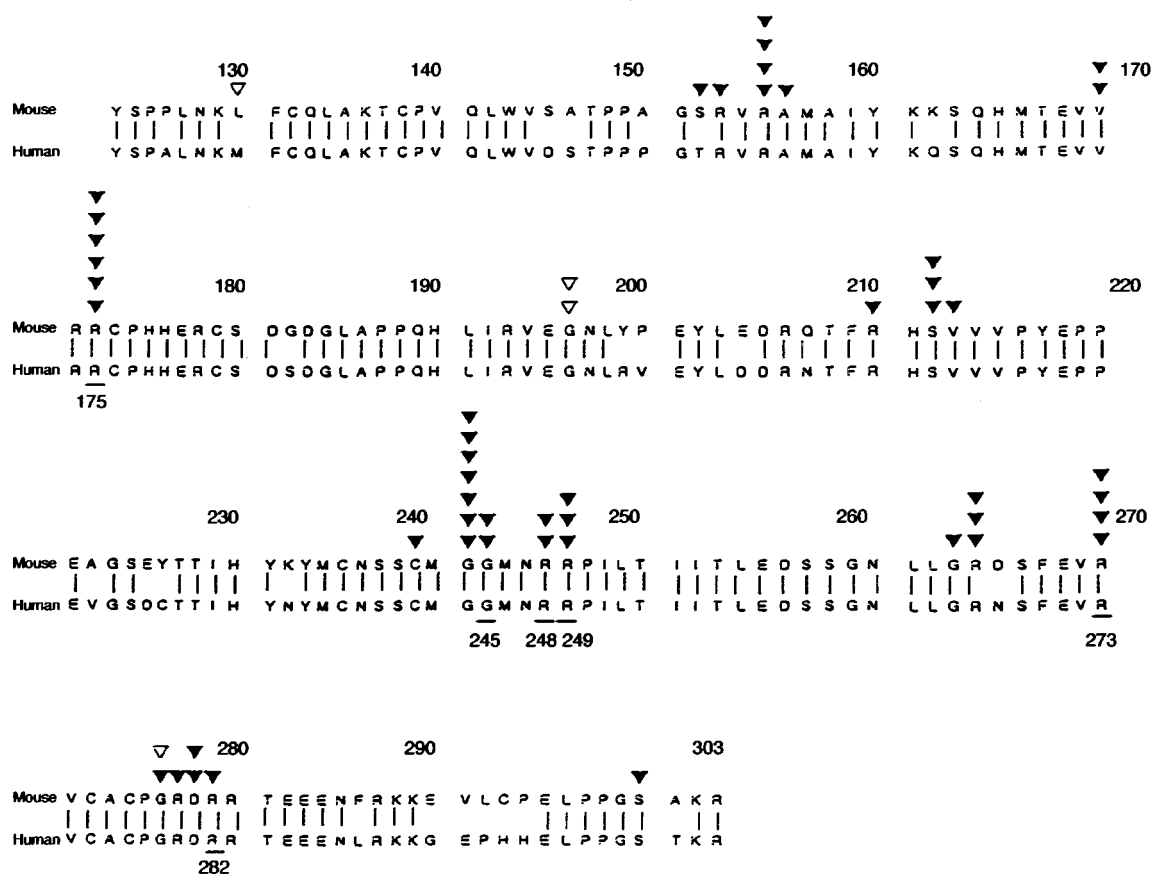 130 140 150 160 170
Mouse Y S P P L N K L F C Q L A K T C P V Q L W V S A T P P A G S R V R A M A I Y K K S Q H M T E V V
Human Y S P A L N K M F C Q L A K T C P V Q L W V D S T P P P G T R V R A M A I Y K Q S Q H M T E V V
180 190 200 210 220
Mouse R R C P H H E R C S D G D G L A P P Q H L I R V E G N L Y P E Y L E D R Q T F R H S V V V P Y E P P
Human R R C P H H E R C S D S D G L A P P Q H L I R V E G N L R V E Y L D D R N T F R H S V V V P Y E P P
175
230 240 250 260 270
Mouse E A G S E Y T T I H Y K Y M C N S S C M G G M N R R P I L T I I T L E D S S G N L L G R D S F E V R
Human E V G S D C T T I H Y N Y M C N S S C M G G M N R R P I L T I I T L E D S S G N L L G R N S F E V R
245 248 249 273
280 290 303
Mouse V C A C P G R D R R T E E E N F R K K E V L C P E L P P G S A K R
Human V C A C P G R D R R T E E E N L R K K G E P H H E L P P G S T K R
282